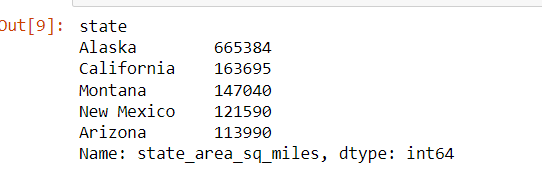 Out[9]: state
Alaska 665384
California 163695
Montana 147040
New Mexico 121590
Arizona 113990
Name: state_area_sq_miles, dtype: int64